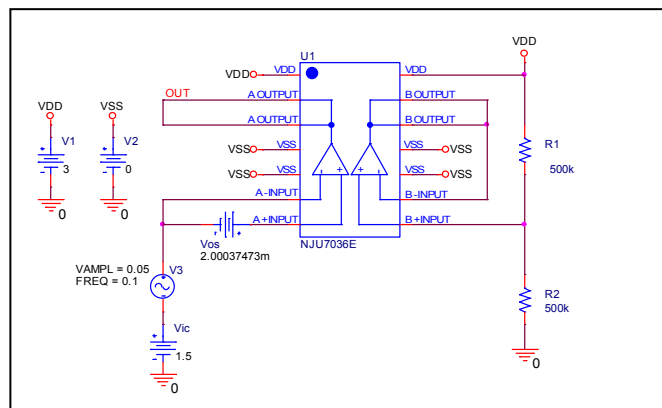 U1
VDD
VDD VDD VDD
OUT A OUTPUT B OUTPUT
A OUTPUT B OUTPUT
VDD VSS
V1 V2
3 0
0 0
VSS VSS VSS VSS
VSS VSS VSS VSS
R1
500k
A -INPUT B -INPUT
A +INPUT B +INPUT
Vos
2.00037473m
NJU7036E
VAMPL = 0.05
FREQ = 0.1
V3
R2
500k
Vic
1.5
0
0